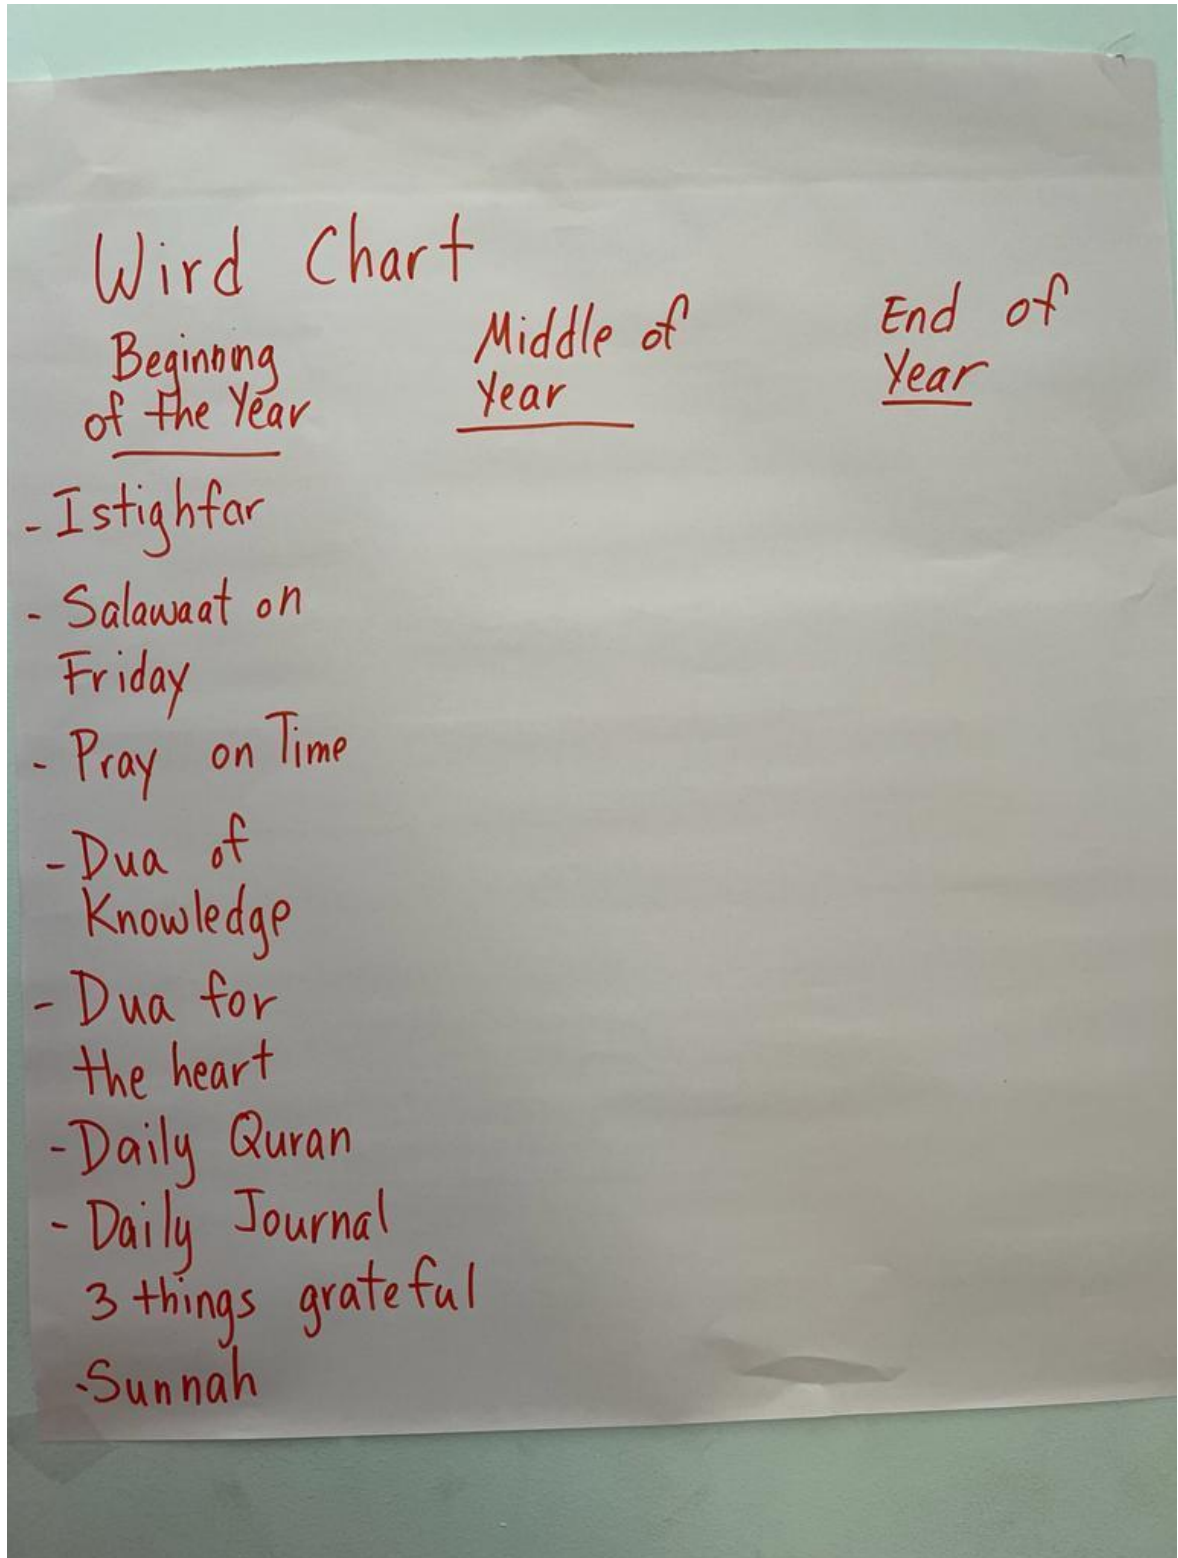 Wird Chart
Beginning
of the Year
Middle of
Year
End of
Year
- Istighfar
- Salawaat on
Friday
- Pray on Time
- Dua of
Knowledge
- Dua for
the heart
- Daily Quran
- Daily Journal
3 things grateful
- Sunnah